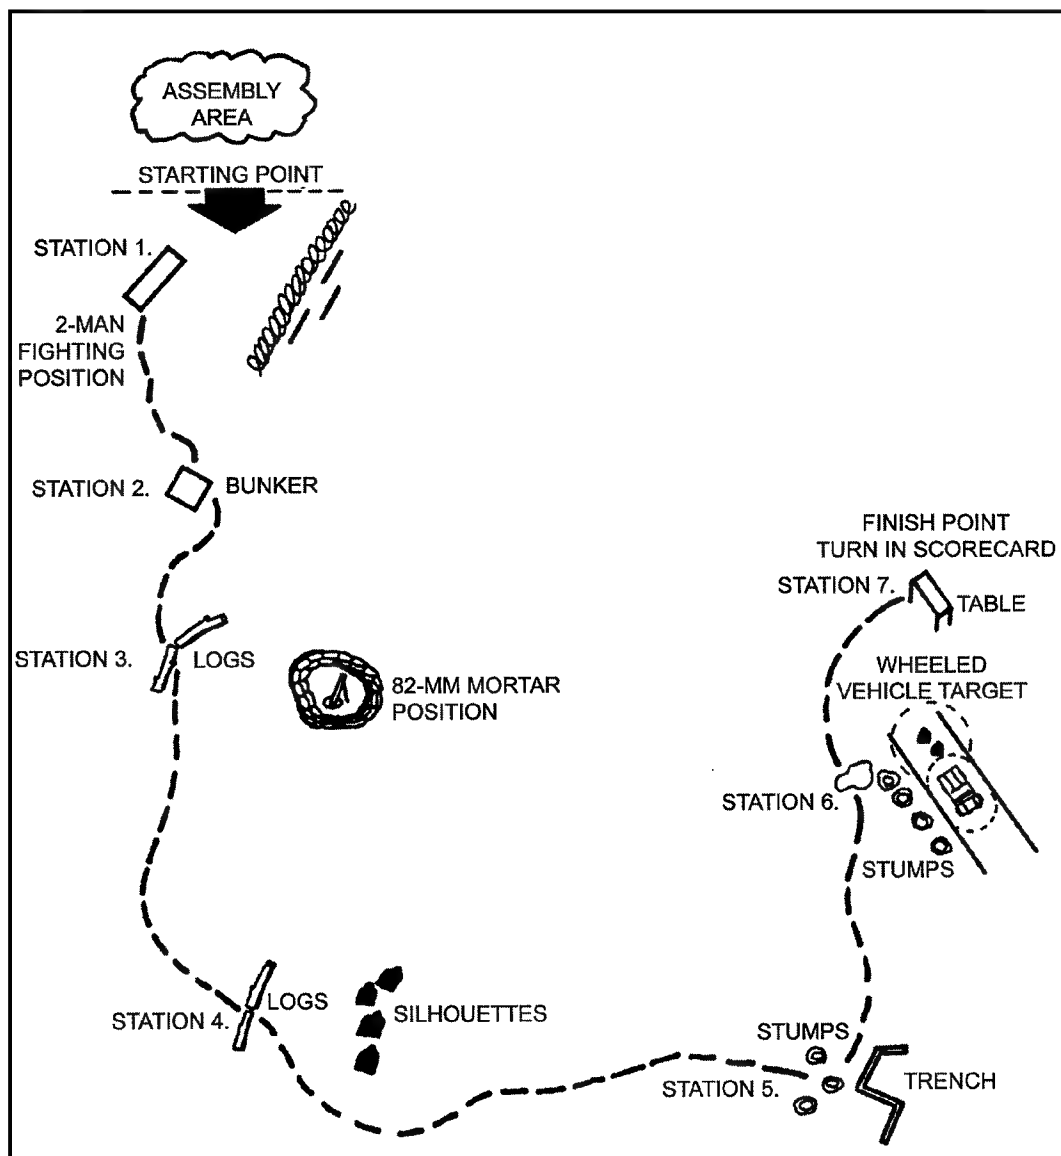 ASSEMBLY
AREA
STARTING POINT
STATION 1.
2-MAN
FIGHTING
POSITION
STATION 2.
BUNKER
STATION 3.
LOGS
82-MM MORTAR
POSITION
STATION 4.
LOGS
SILHOUETTES
STUMPS
STATION 5.
TRENCH
STATION 6.
STUMPS
WHEELED
VEHICLE TARGET
STATION 7.
TABLE
FINISH POINT
TURN IN SCORECARD